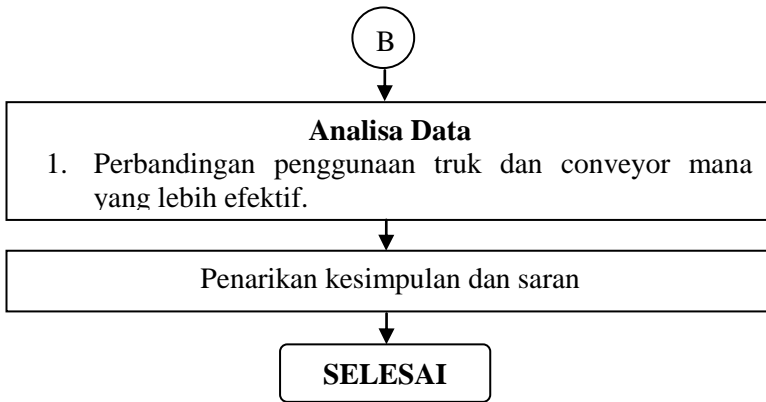 B
Analisa Data
1. Perbandingan penggunaan truk dan conveyor mana
yang lebih efektif.
Penarikan kesimpulan dan saran
SELESAI